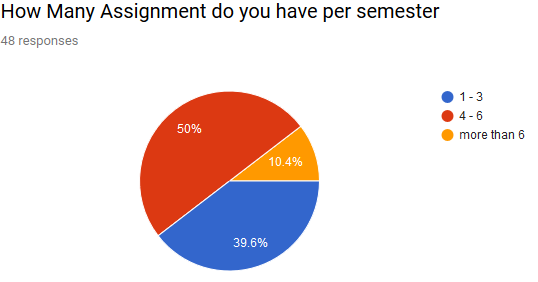 How Many Assignment do you have per semester
48 responses
50%
10.4%
39.6%
1 - 3
4 - 6
more than 6